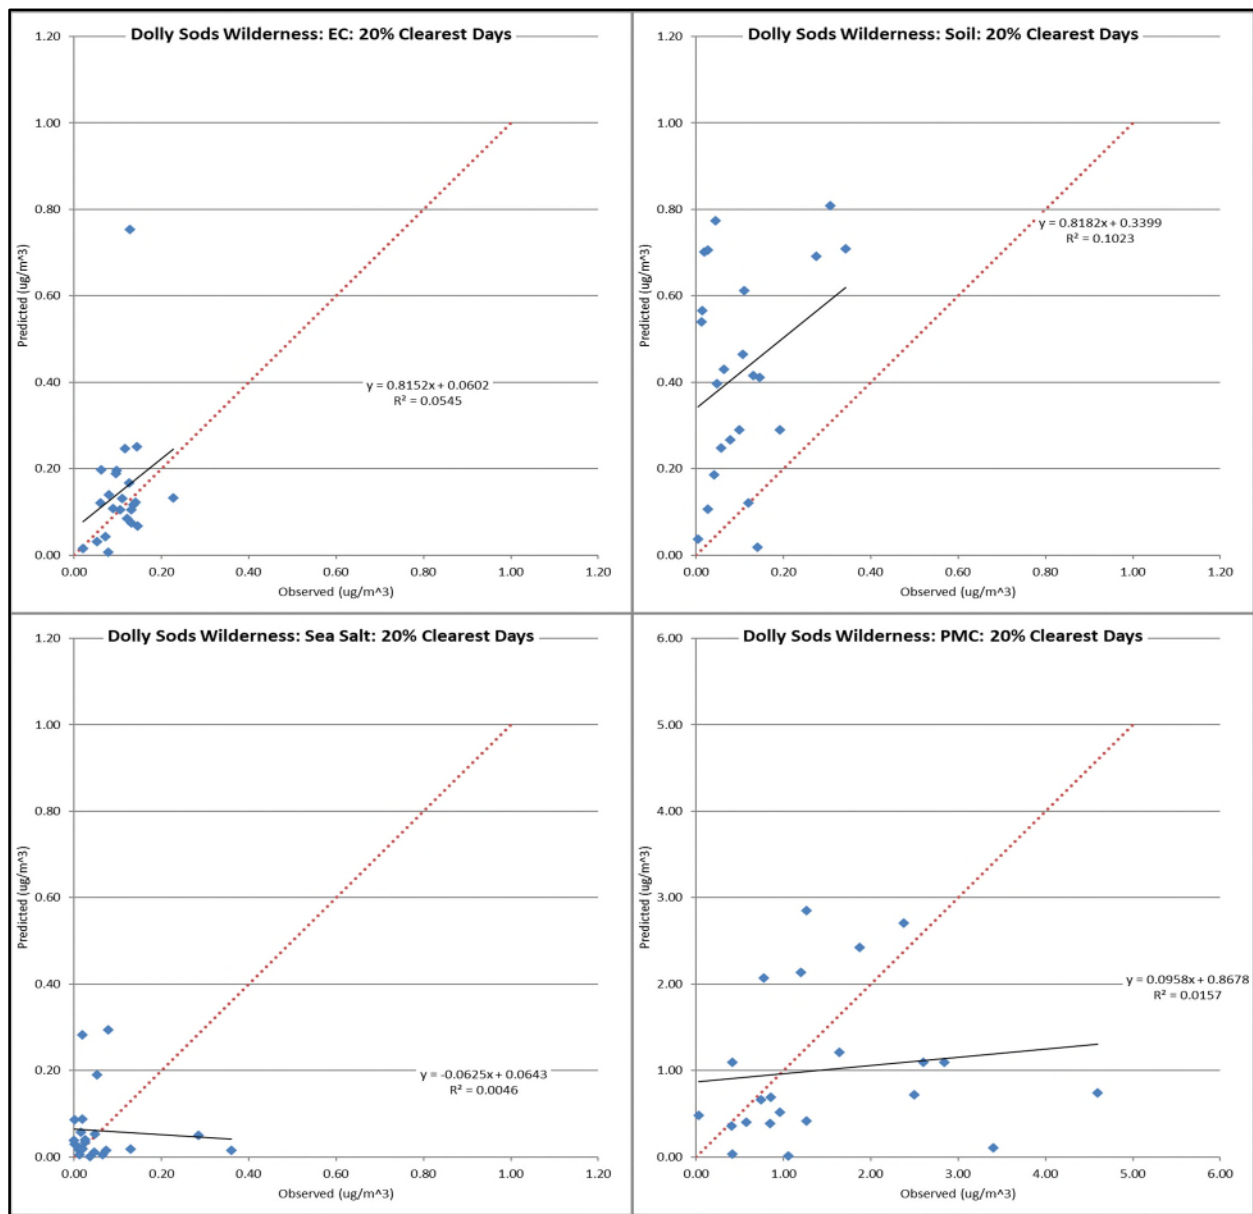 Dolly Sods Wilderness: EC: 20% Clearest Days
1.20
1.00
0.80
0.60
0.40
0.20
0.00
Predicted (ug/m^3)
y = 0.8152x + 0.0602
R² = 0.0545
0.00 0.20 0.40 0.60 0.80 1.00 1.20
Observed (ug/m^3)
Dolly Sods Wilderness: Soil: 20% Clearest Days
1.20
1.00
0.80
0.60
0.40
0.20
0.00
Predicted (ug/m^3)
y = 0.8182x + 0.3399
R² = 0.1023
0.00 0.20 0.40 0.60 0.80 1.00 1.20
Observed (ug/m^3)
Dolly Sods Wilderness: Sea Salt: 20% Clearest Days
1.20
1.00
0.80
0.60
0.40
0.20
0.00
Predicted (ug/m^3)
y = -0.0625x + 0.0643
R² = 0.0046
0.00 0.20 0.40 0.60 0.80 1.00 1.20
Observed (ug/m^3)
Dolly Sods Wilderness: PMC: 20% Clearest Days
6.00
5.00
4.00
3.00
2.00
1.00
0.00
Predicted (ug/m^3)
y = 0.0958x + 0.8678
R² = 0.0157
0.00 1.00 2.00 3.00 4.00 5.00 6.00
Observed (ug/m^3)